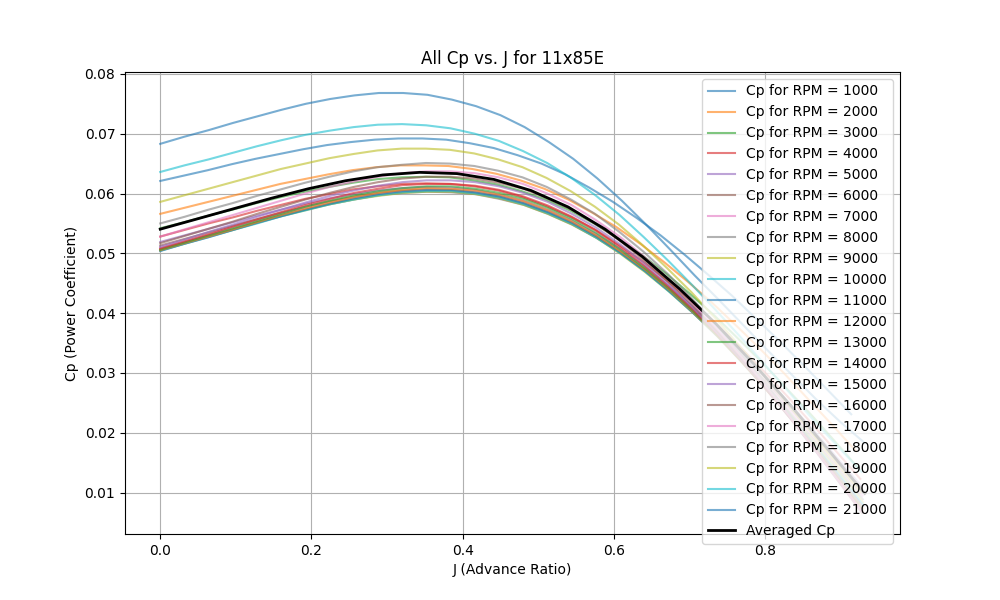 All Cp vs. J for 11x85E
Cp (Power Coefficient)
0.08
0.07
0.06
0.05
0.04
0.03
0.02
0.01
0.0
0.2
0.4
0.6
0.8
J (Advance Ratio)
Cp for RPM = 1000
Cp for RPM = 2000
Cp for RPM = 3000
Cp for RPM = 4000
Cp for RPM = 5000
Cp for RPM = 6000
Cp for RPM = 7000
Cp for RPM = 8000
Cp for RPM = 9000
Cp for RPM = 10000
Cp for RPM = 11000
Cp for RPM = 12000
Cp for RPM = 13000
Cp for RPM = 14000
Cp for RPM = 15000
Cp for RPM = 16000
Cp for RPM = 17000
Cp for RPM = 18000
Cp for RPM = 19000
Cp for RPM = 20000
Cp for RPM = 21000
Averaged Cp